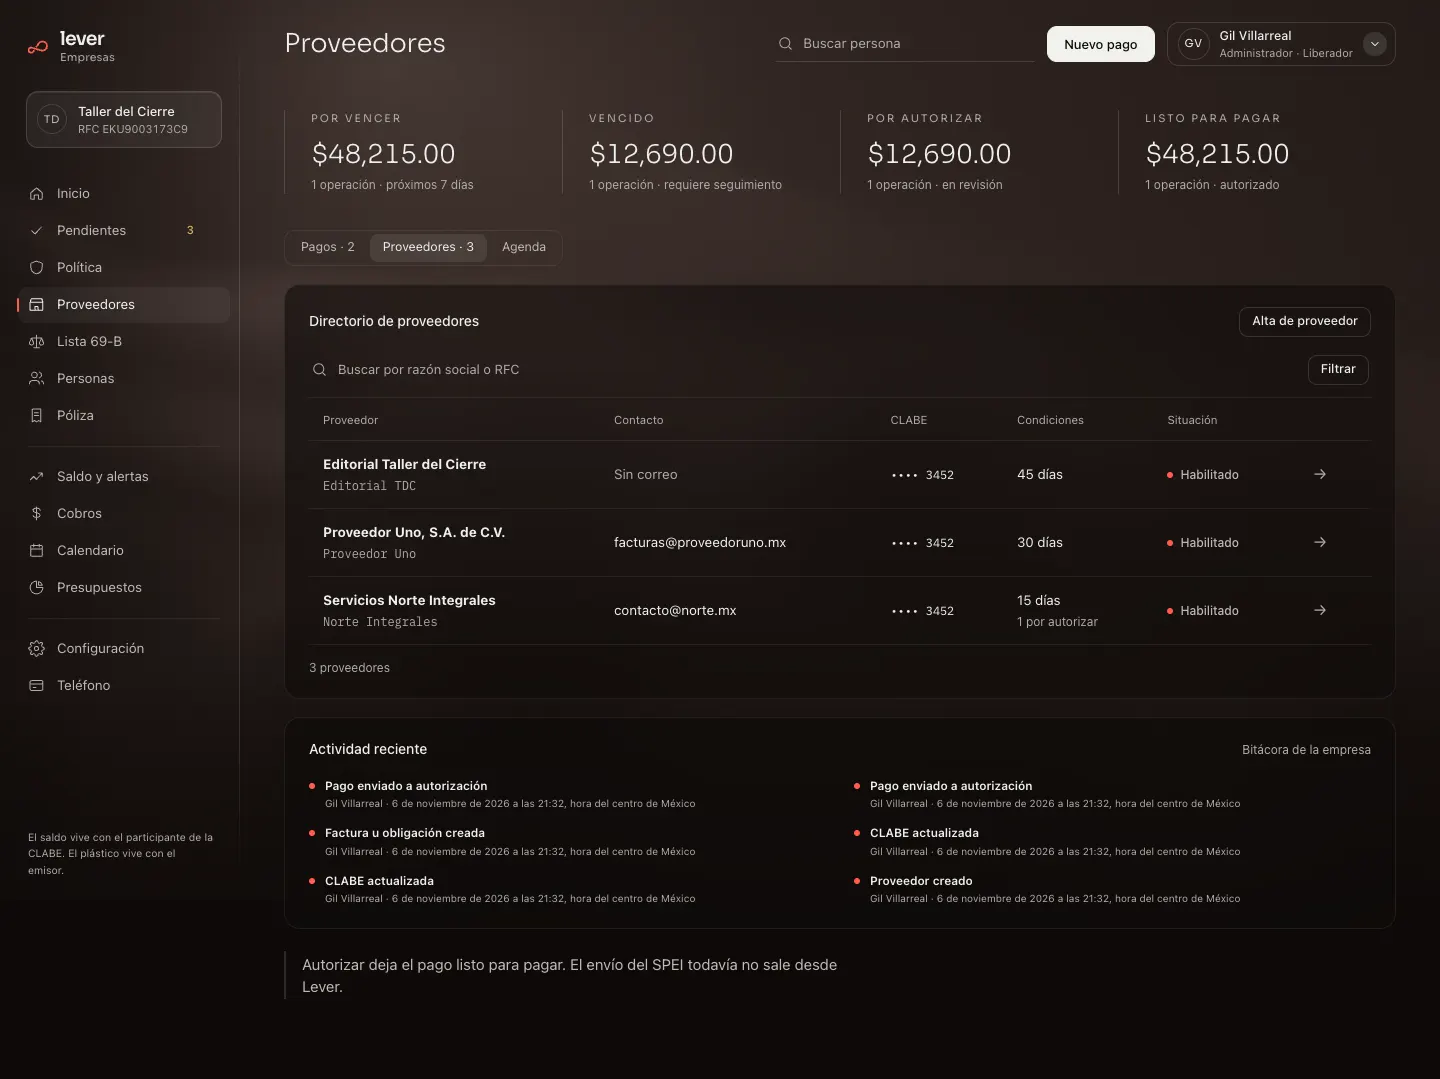 lever
Empresas
TD
Taller del Cierre
RFC EKU9003173C9
Inicio
Pendientes 3
Política
Proveedores
Lista 69-B
Personas
Póliza
Saldo y alertas
Cobros
Calendario
Presupuestos
Configuración
Teléfono
El saldo vive con el participante de la
CLABE. El plástico vive con el
emisor.
Proveedores
Buscar persona
Nuevo pago
GV
Gil Villarreal
Administrador · Liberador
POR VENCER
$48,215.00
1 operación · próximos 7 días
VENCIDO
$12,690.00
1 operación · requiere seguimiento
POR AUTORIZAR
$12,690.00
1 operación · en revisión
LISTO PARA PAGAR
$48,215.00
1 operación · autorizado
Pagos · 2 Proveedores · 3 Agenda
Directorio de proveedores
Alta de proveedor
Buscar por razón social o RFC
Filtrar
Proveedor Contacto CLABE Condiciones Situación
Editorial Taller del Cierre
Editorial TDC
Sin correo
•••• 3452
45 días
Habilitado
Proveedor Uno, S.A. de C.V.
Proveedor Uno
facturas@proveedoruno.mx
•••• 3452
30 días
Habilitado
Servicios Norte Integrales
Norte Integrales
contacto@norte.mx
•••• 3452
15 días
1 por autorizar
Habilitado
3 proveedores
Actividad reciente
Bitácora de la empresa
Pago enviado a autorización
Gil Villarreal · 6 de noviembre de 2026 a las 21:32, hora del centro de México
Pago enviado a autorización
Gil Villarreal · 6 de noviembre de 2026 a las 21:32, hora del centro de México
Factura u obligación creada
Gil Villarreal · 6 de noviembre de 2026 a las 21:32, hora del centro de México
CLABE actualizada
Gil Villarreal · 6 de noviembre de 2026 a las 21:32, hora del centro de México
CLABE actualizada
Gil Villarreal · 6 de noviembre de 2026 a las 21:32, hora del centro de México
Proveedor creado
Gil Villarreal · 6 de noviembre de 2026 a las 21:32, hora del centro de México
Autorizar deja el pago listo para pagar. El envío del SPEI todavía no sale desde
Lever.